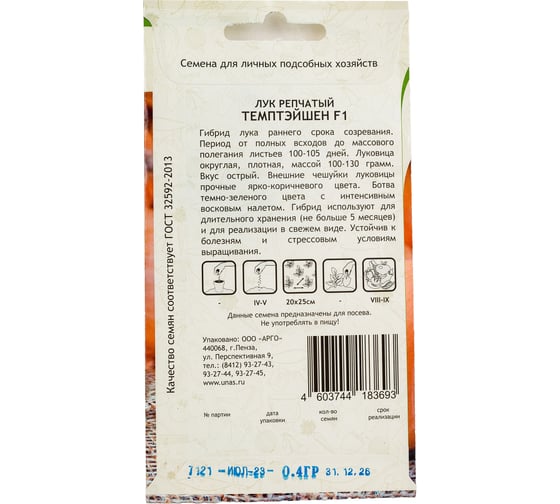 Семена для личных подсобных хозяйств
ЛУК РЕПЧАТЫЙ
ТЕМПТЭЙШЕН F1
Гибрид лука раннего срока созревания.
Период от полных всходов до массового
полегания листьев 100-105 дней. Луковица
округлая, плотная, массой 100-130 грамм.
Вкус острый. Внешние чешуйки луковицы
прочные ярко-коричневого цвета. Ботва
темно-зеленого цвета с интенсивным
восковым налетом. Гибрид используют для
длительного хранения (не больше 5 месяцев)
и для реализации в свежем виде. Устойчив к
болезням и стрессовым условиям
выращивания.
Качество семян соответствует ГОСТ 32592-2013
- IV-V 20х25см - VIII-IX
Данные семена предназначены для посева.
Не употреблять в пищу!
Упаковано: ООО «АРГО»
440068, г.Пенза,
ул. Перспективная 9,
тел.: (8412) 93-27-43,
93-27-44, 93-27-45,
www.unas.ru
4 603744 183693
№ партии дата упаковки кол-во семян срок реализации
7121 -ИЮЛ-23- 0.4ГР 31.12.26